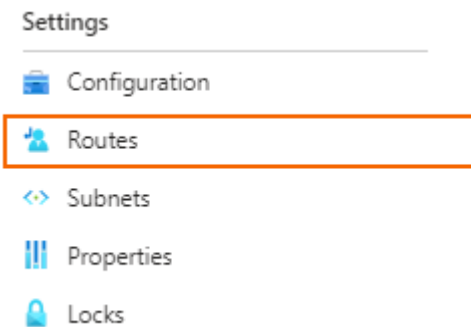 Settings
Configuration
Routes
Subnets
Properties
Locks